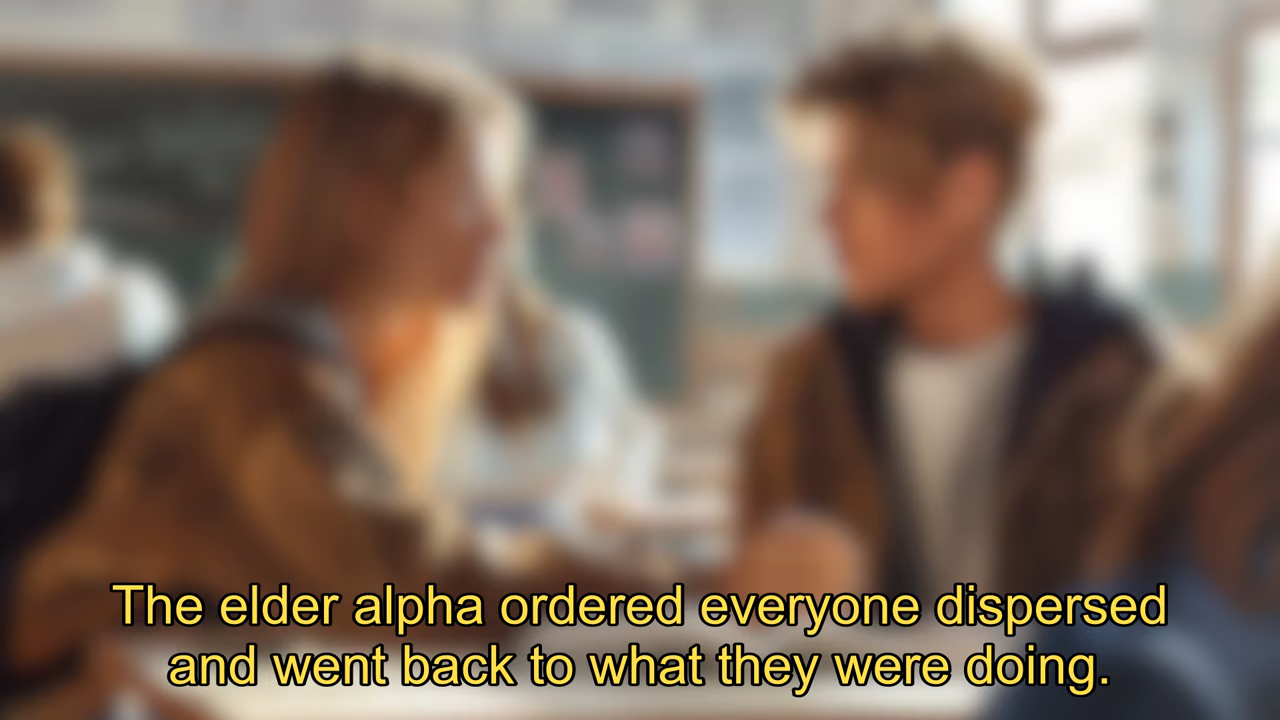 The elder alpha ordered everyone dispersed
and went back to what they were doing.